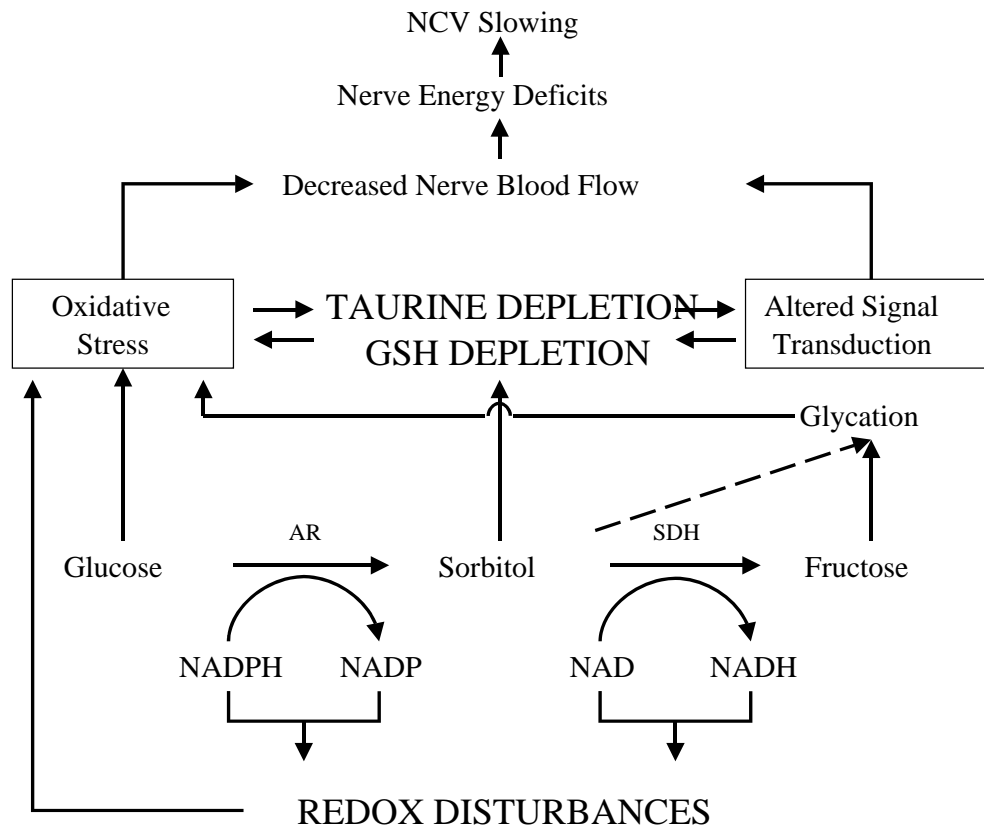 NCV Slowing
Nerve Energy Deficits
Decreased Nerve Blood Flow
Oxidative
Stress
TAURINE DEPLETION
GSH DEPLETION
Altered Signal
Transduction
Glycation
AR
SDH
Glucose
Sorbitol
Fructose
NADPH
NADP
NAD
NADH
REDOX DISTURBANCES